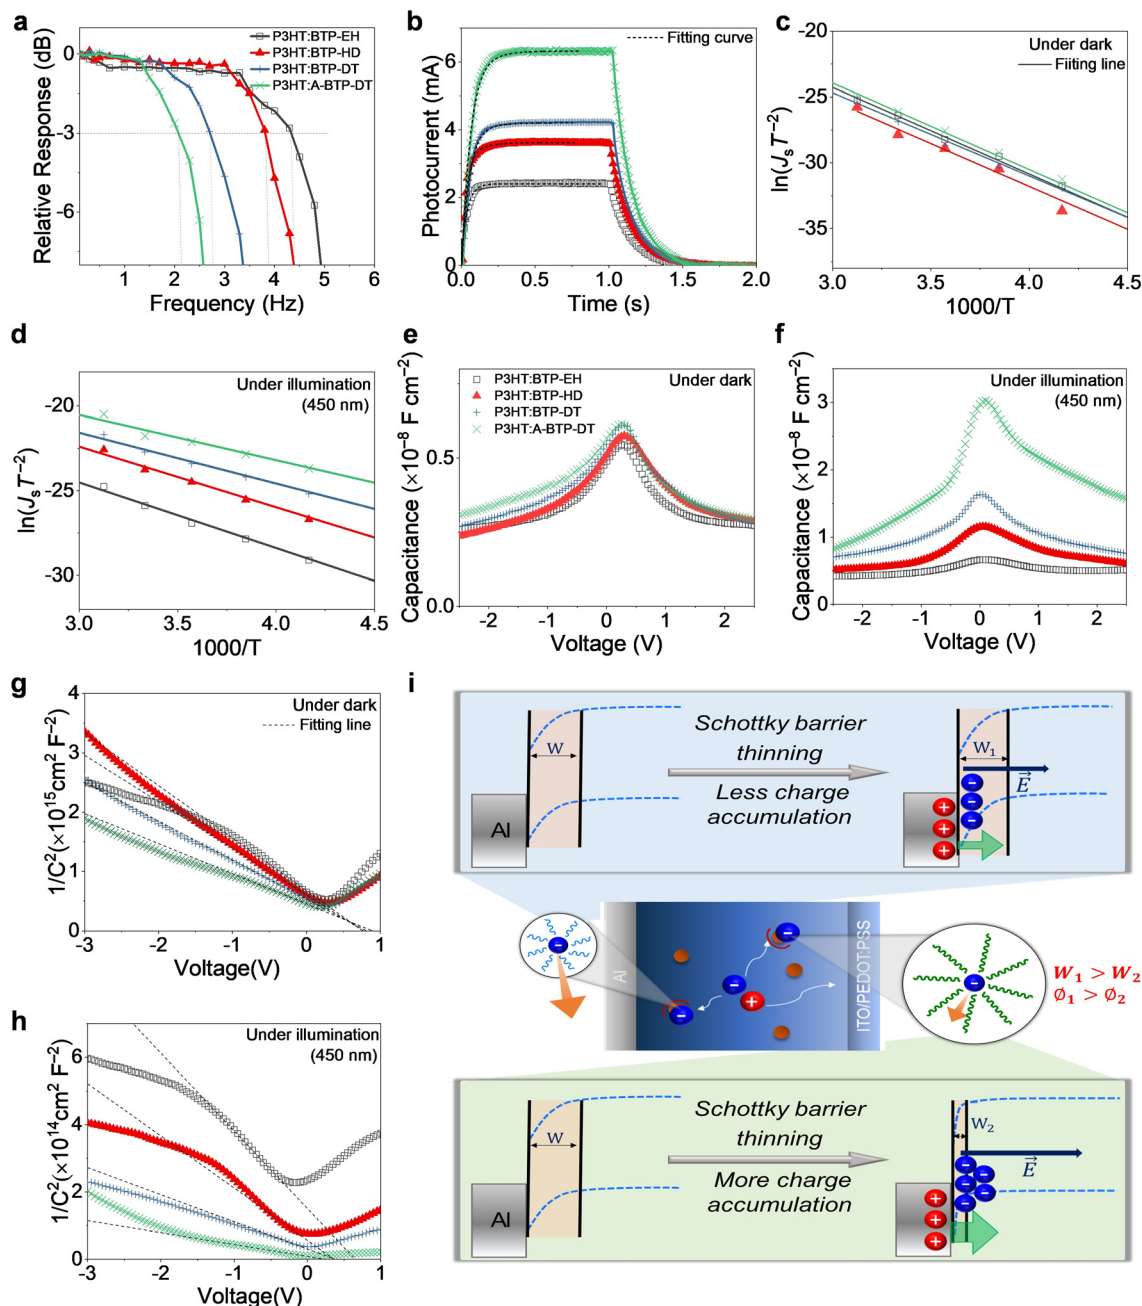 a
P3HT:BTP-EH
P3HT:BTP-HD
P3HT:BTP-DT
P3HT:A-BTP-DT
0
-3
-6
1
2
3
4
5
6
Relative Response (dB)
Frequency (Hz)
b
Fitting curve
6
4
2
0
0.0
0.5
1.0
1.5
2.0
Photocurrent (mA)
Time (s)
c
Under dark
Fiiting line
-20
-25
-30
-35
3.0
3.5
4.0
4.5
ln(JₛT⁻²)
1000/T
d
Under illumination
(450 nm)
-20
-25
-30
3.0
3.5
4.0
4.5
ln(JₛT⁻²)
1000/T
e
P3HT:BTP-EH
P3HT:BTP-HD
P3HT:BTP-DT
P3HT:A-BTP-DT
Under dark
0.5
0.0
-2
-1
0
1
2
Capacitance (×10⁻⁸ F cm⁻²)
Voltage (V)
f
Under illumination
(450 nm)
3
2
1
0
-2
-1
0
1
2
Capacitance (×10⁻⁸ F cm⁻²)
Voltage (V)
g
Under dark
Fitting line
4
3
2
1
0
-3
-2
-1
0
1
1/C²(×10¹⁵cm² F⁻²)
Voltage(V)
h
Under illumination
(450 nm)
6
4
2
0
-3
-2
-1
0
1
1/C²(×10¹⁴cm² F⁻²)
Voltage(V)
i
W
Al
Schottky barrier
thinning
Less charge
accumulation
W₁
E⃗
Al
ITO/PEDOT:PSS
W₁ > W₂
∅₁ > ∅₂
W
Al
Schottky barrier
thinning
More charge
accumulation
W₂
E⃗